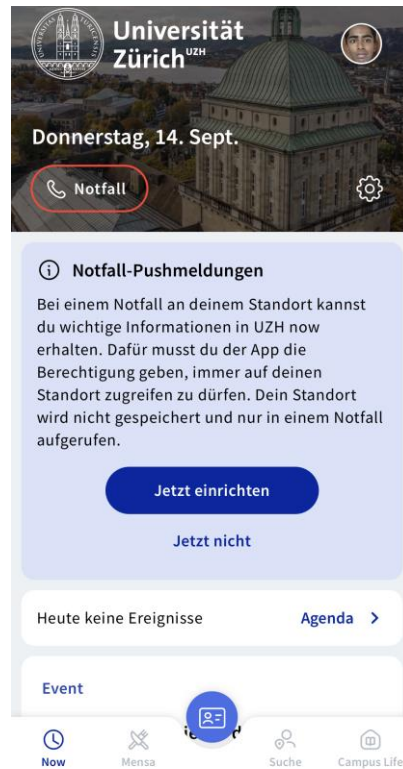 Universität
Zürich UZH
Donnerstag, 14. Sept.
Notfall
Notfall-Pushmeldungen
Bei einem Notfall an deinem Standort kannst
du wichtige Informationen in UZH now
erhalten. Dafür musst du der App die
Berechtigung geben, immer auf deinen
Standort zugreifen zu dürfen. Dein Standort
wird nicht gespeichert und nur in einem Notfall
aufgerufen.
Jetzt einrichten
Jetzt nicht
Heute keine Ereignisse
Agenda
Event
Now
Mensa
Suche
Campus Life